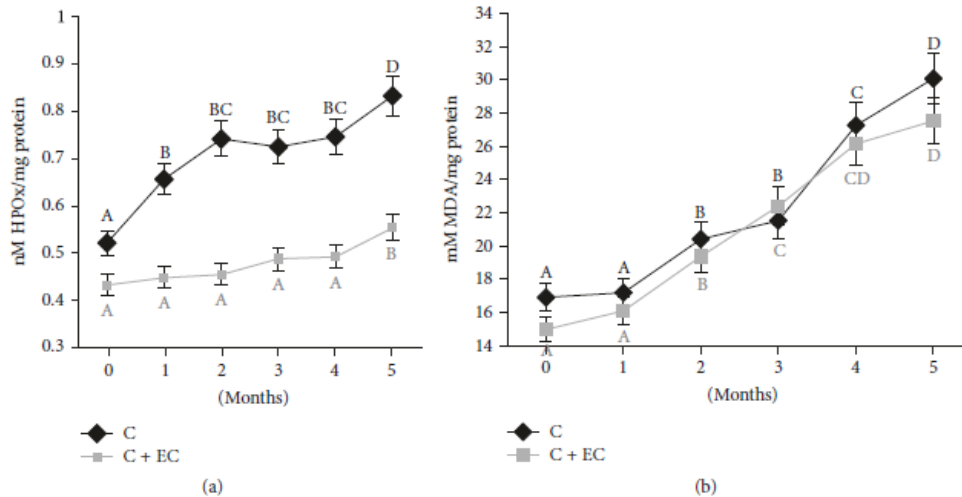 1
0.9
0.8
0.7
0.6
0.5
0.4
0.3
nM HPOx/mg protein
A
B
BC
BC
BC
D
A
A
A
A
A
B
0
1
2
3
4
5
(Months)
C
C + EC
(a)
34
32
30
28
26
24
22
20
18
16
14
mM MDA/mg protein
A
A
B
B
C
D
A
A
B
C
CD
D
0
1
2
3
4
5
(Months)
C
C + EC
(b)